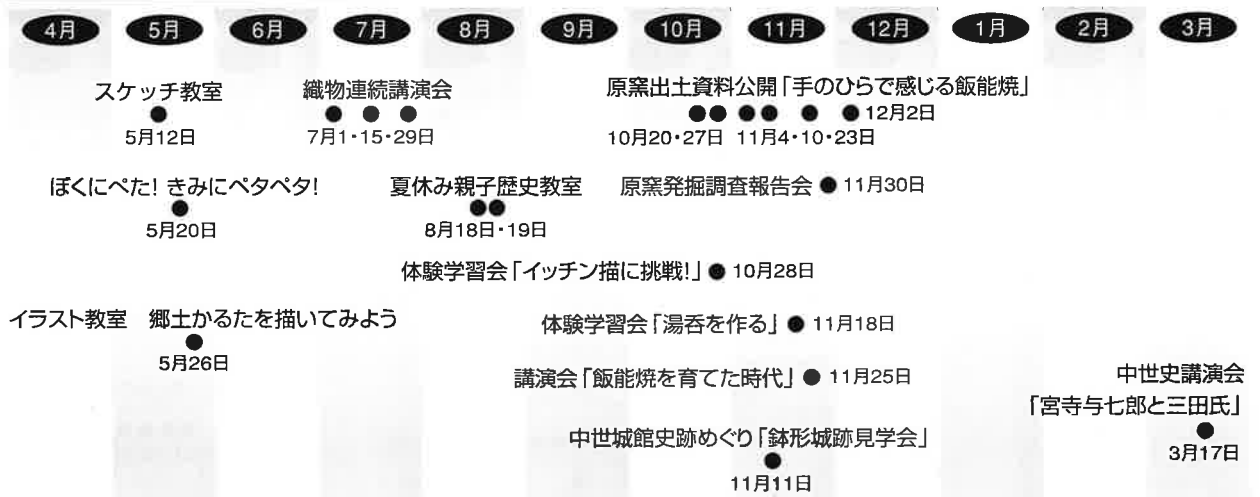 4月 5月 6月 7月 8月 9月 10月 11月 12月 1月 2月 3月
スケッチ教室
5月12日
織物連続講演会
7月1・15・29日
原窯出土資料公開「手のひらで感じる飯能焼」
12月2日
10月20・27日 11月4・10・23日
ぼくにぺた! きみにペタペタ!
5月20日
夏休み親子歴史教室
8月18日・19日
原窯発掘調査報告会 11月30日
体験学習会「イッチン描に挑戦!」 10月28日
イラスト教室 郷土かるたを描いてみよう
5月26日
体験学習会「湯呑を作る」 11月18日
講演会「飯能焼を育てた時代」 11月25日
中世史講演会
「宮寺与七郎と三田氏」
3月17日
中世城館史跡めぐり「鉢形城跡見学会」
11月11日